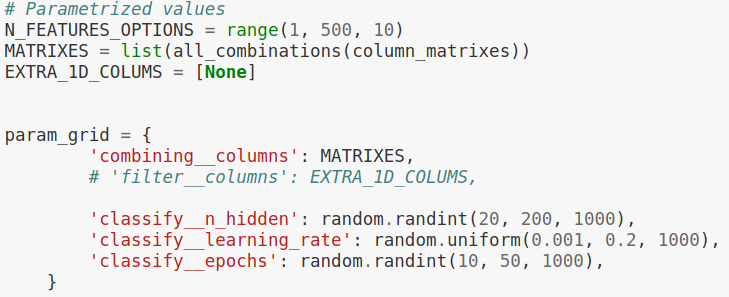 # Parametrized values
N_FEATURES_OPTIONS = range(1, 500, 10)
MATRIXES = list(all_combinations(column_matrixes))
EXTRA_1D_COLUMS = [None]
param_grid = {
'combining__columns': MATRIXES,
# 'filter__columns': EXTRA_1D_COLUMS,
'classify__n_hidden': random.randint(20, 200, 1000),
'classify__learning_rate': random.uniform(0.001, 0.2, 1000),
'classify__epochs': random.randint(10, 50, 1000),
}